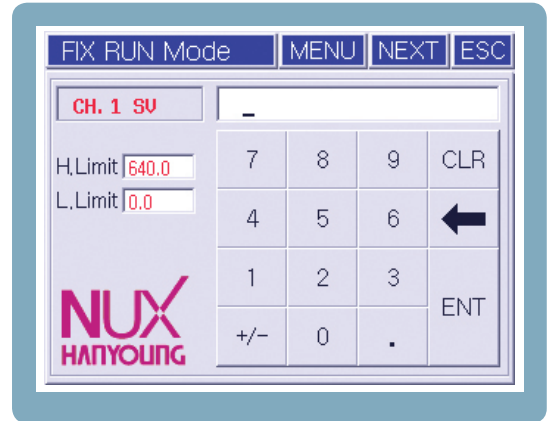 FIX RUN Mode MENU NEXT ESC
CH. 1 SV _
H.Limit 640.0
L.Limit 0.0
7 8 9 CLR
4 5 6
1 2 3
ENT
+/- 0 .
NUX
HANYOUNG